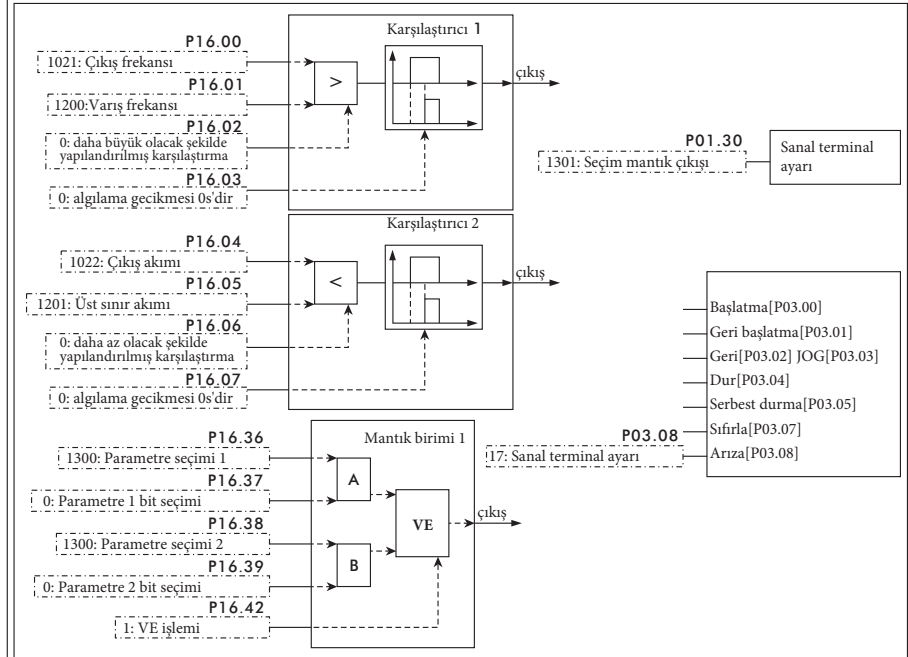 Karşılaştırıcı 1
P16.00
1021: Çıkış frekansı
P16.01
1200:Varış frekansı
P16.02
0: daha büyük olacak şekilde
yapılandırılmış karşılaştırma
P16.03
0: algılama gecikmesi 0s'dir
>
çıkış
P01.30
1301: Seçim mantık çıkışı
Sanal terminal
ayarı
Karşılaştırıcı 2
P16.04
1022: Çıkış akımı
P16.05
1201: Üst sınır akımı
P16.06
0: daha az olacak şekilde
yapılandırılmış karşılaştırma
P16.07
0: algılama gecikmesi 0s'dir
<
çıkış
Başlatma[P03.00]
Geri başlatma[P03.01]
Geri[P03.02] JOG[P03.03]
Dur[P03.04]
Serbest durma[P03.05]
Sıfırla[P03.07]
Arıza[P03.08]
P03.08
17: Sanal terminal ayarı
Mantık birimi 1
P16.36
1300: Parametre seçimi 1
P16.37
0: Parametre 1 bit seçimi
P16.38
1300: Parametre seçimi 2
P16.39
0: Parametre 2 bit seçimi
P16.42
1: VE işlemi
A
B
VE
çıkış